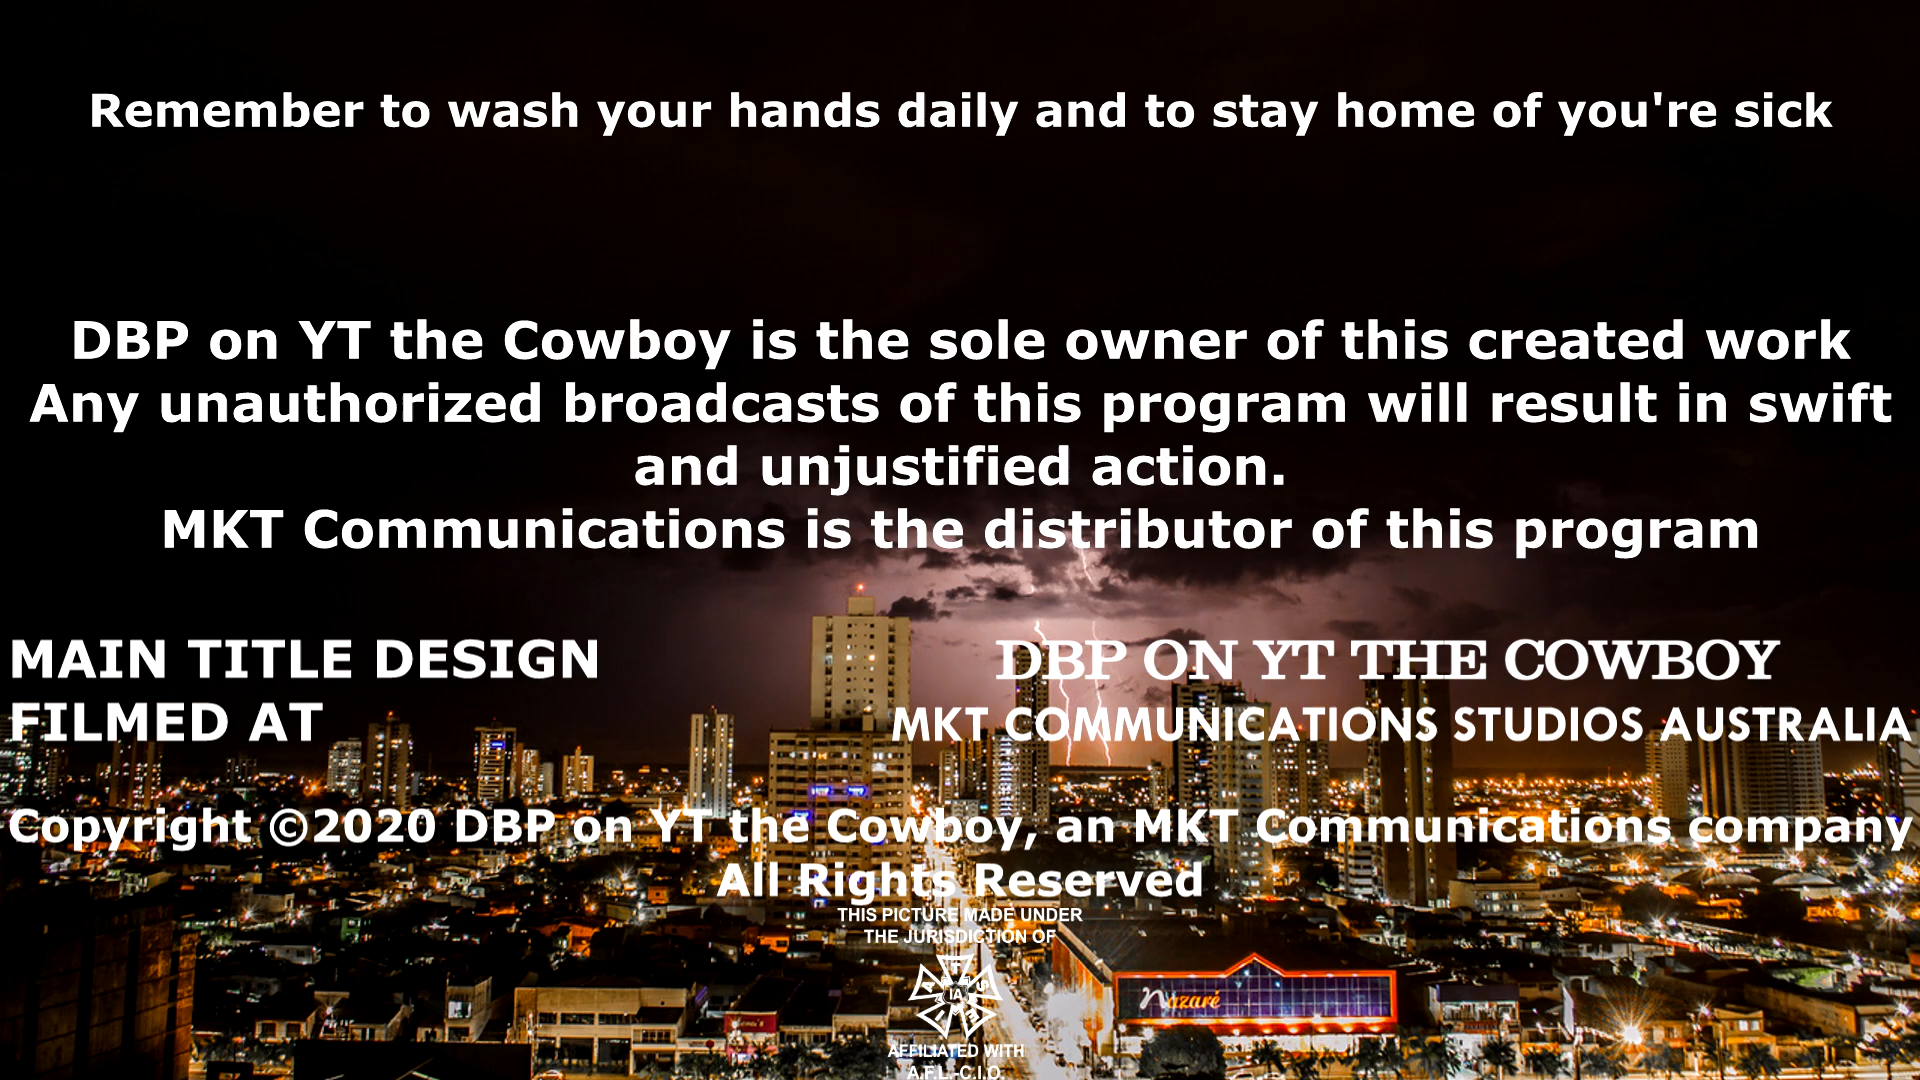 Remember to wash your hands daily and to stay home of you're sick
DBP on YT the Cowboy is the sole owner of this created work
Any unauthorized broadcasts of this program will result in swift
and unjustified action.
MKT Communications is the distributor of this program
MAIN TITLE DESIGN DBP ON YT THE COWBOY
FILMED AT MKT COMMUNICATIONS STUDIOS AUSTRALIA
Copyright ©2020 DBP on YT the Cowboy, an MKT Communications company
All Rights Reserved
THIS PICTURE MADE UNDER
THE JURISDICTION OF
IATSE
IA
Nazaré
AFFILIATED WITH
A.F.L.-C.I.O.